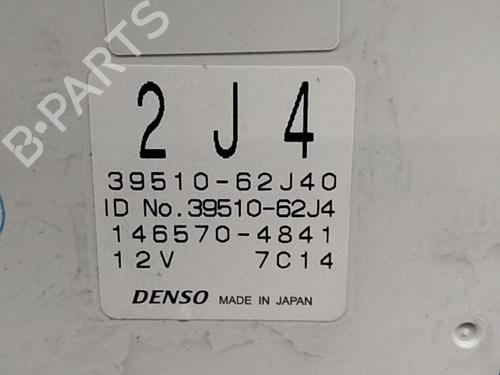 B-PARTS
2 J 4
39510-62J40
ID No.39510-62J4
146570-4841
12V 7C14
DENSO MADE IN JAPAN